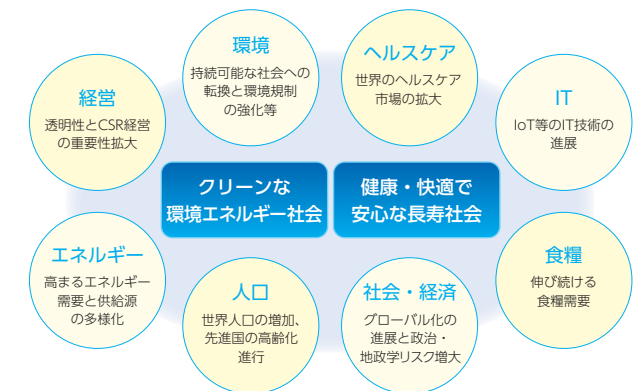 環境
持続可能な社会への
転換と環境規制
の強化等
ヘルスケア
世界のヘルスケア
市場の拡大
経営
透明性とCSR経営
の重要性拡大
IT
IoT等のIT技術の
進展
クリーンな
環境エネルギー社会
健康・快適で
安心な長寿社会
エネルギー
高まるエネルギー
需要と供給源
の多様化
人口
世界人口の増加、
先進国の高齢化
進行
社会・経済
グローバル化の
進展と政治・
地政学リスク増大
食糧
伸び続ける
食糧需要